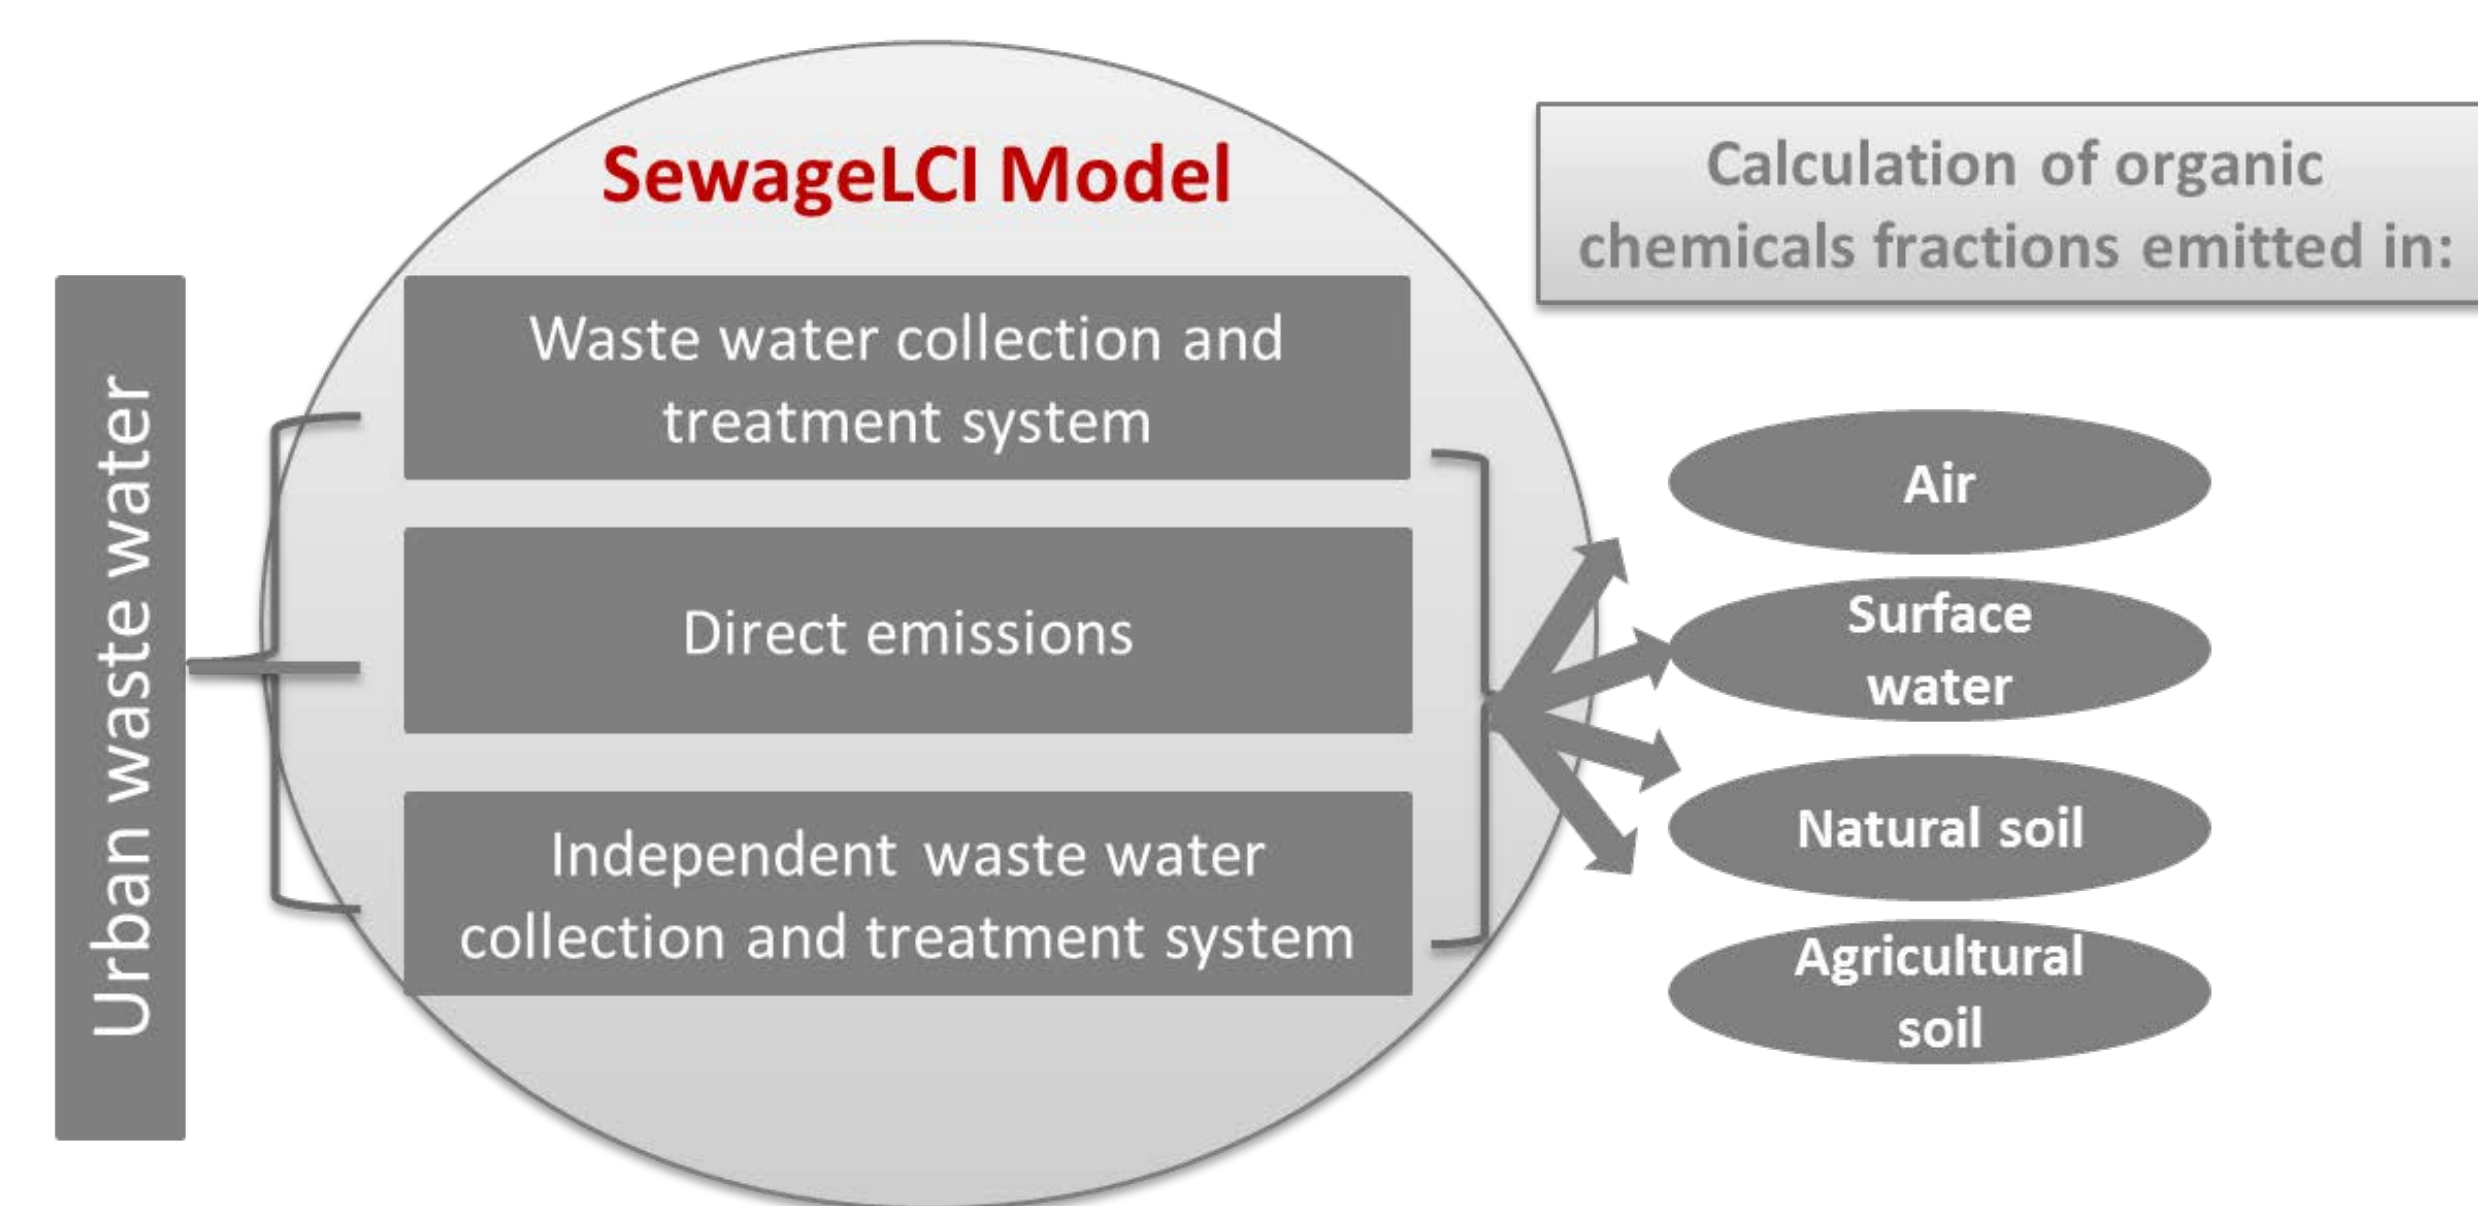 SewageLCI Model
Urban waste water
Waste water collection and
treatment system
Direct emissions
Independent waste water
collection and treatment system
Calculation of organic
chemicals fractions emitted in:
Air
Surface
water
Natural soil
Agricultural
soil